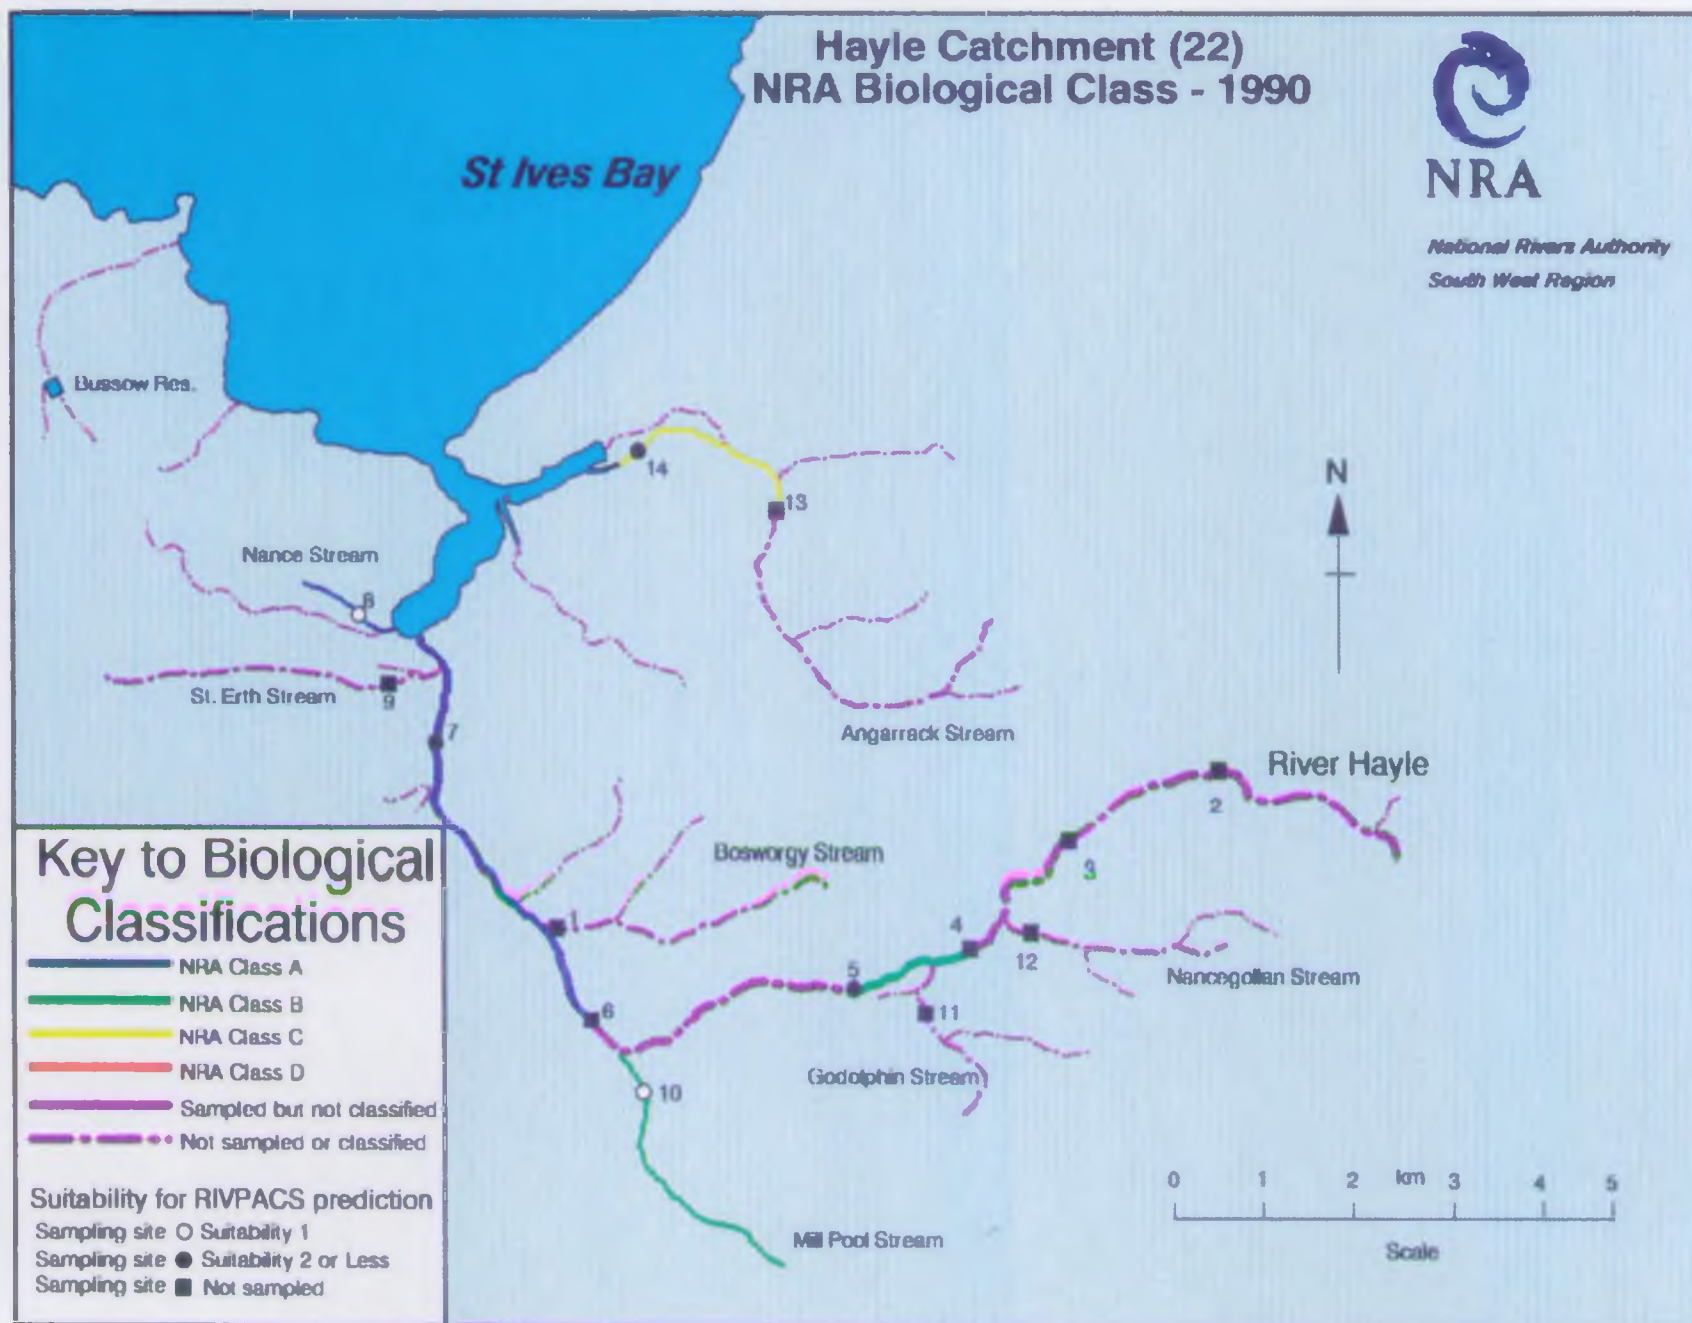 Hayle Catchment (22)
NRA Biological Class - 1990
NRA
National Rivers Authority
South West Region
St Ives Bay
Bussow Res.
14
13
N
Nance Stream
8
St. Erth Stream
9
7
Angarrack Stream
River Hayle
2
3
Bosworgy Stream
1
4
12
Nancegollan Stream
5
6
11
Godolphin Stream
10
Mill Pool Stream
Key to Biological
Classifications
NRA Class A
NRA Class B
NRA Class C
NRA Class D
Sampled but not classified
Not sampled or classified
Suitability for RIVPACS prediction
Sampling site Suitability 1
Sampling site Suitability 2 or Less
Sampling site Not sampled
0 1 2 km 3 4 5
Scale